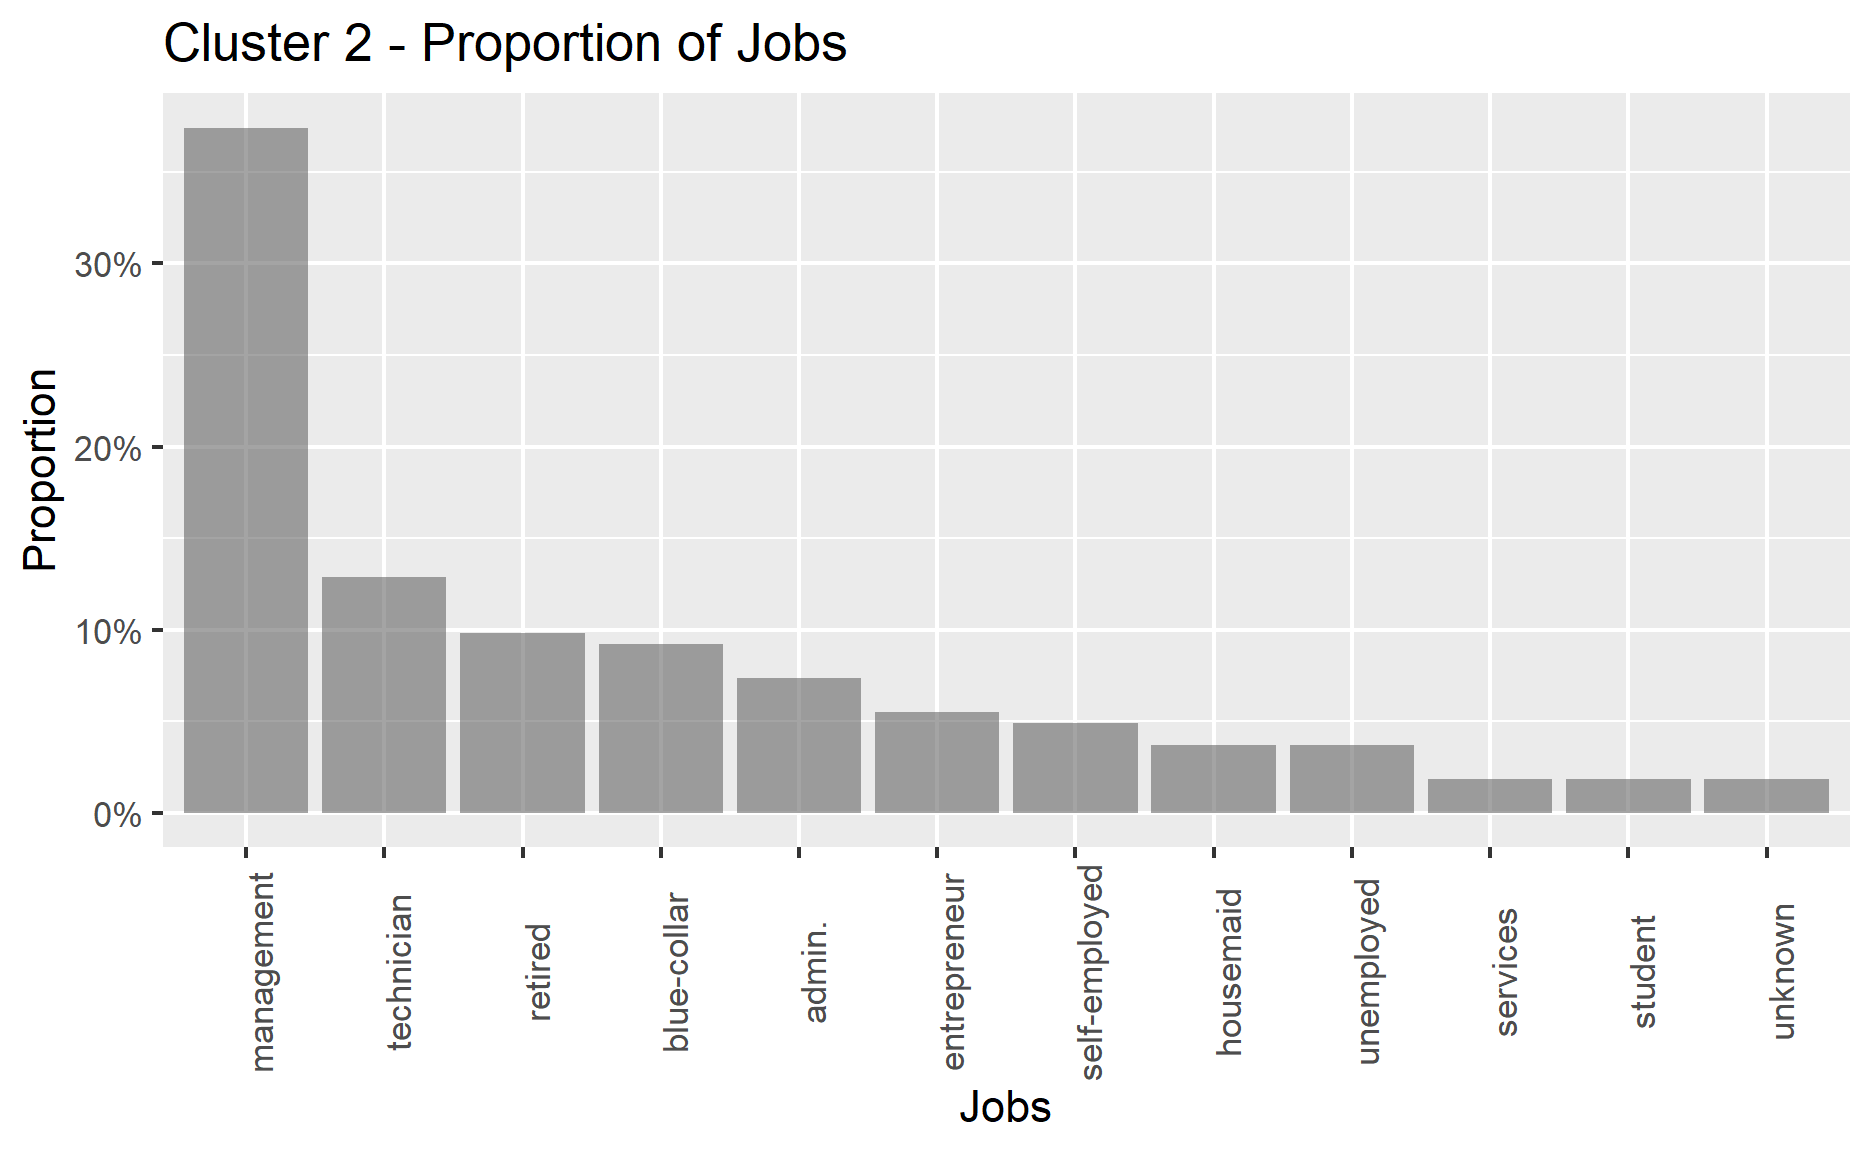 Cluster 2 - Proportion of Jobs
Proportion
30%
20%
10%
0%
management
technician
retired
blue-collar
admin.
entrepreneur
self-employed
housemaid
unemployed
services
student
unknown
Jobs